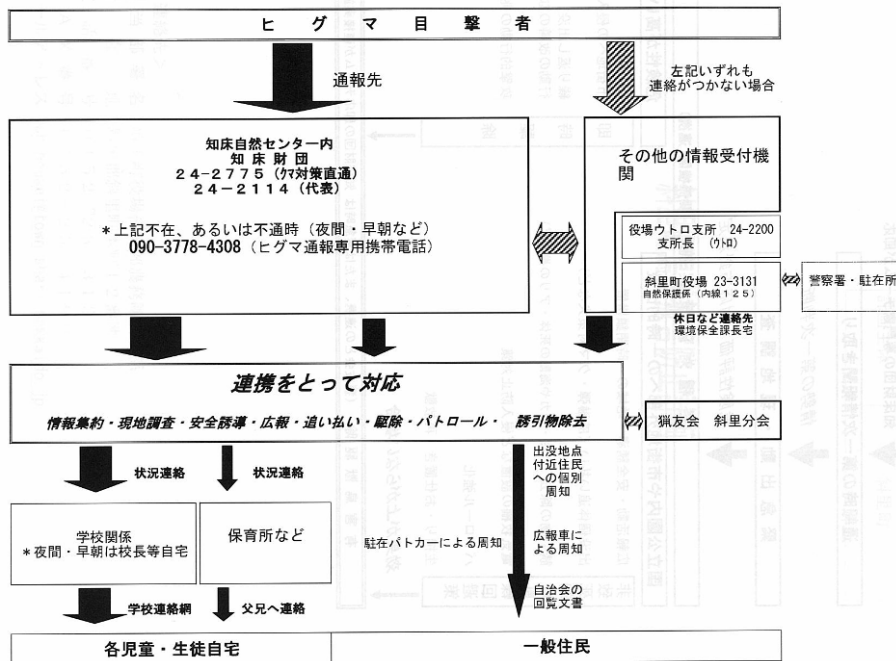 ヒグマ目撃者
通報先
左記いずれも
連絡がつかない場合
知床自然センター内
知床財団
24-2775(クマ対策直通)
24-2114(代表)
*上記不在、あるいは不通時(夜間・早朝など)
090-3778-4308(ヒグマ通報専用携帯電話)
その他の情報受付機
関
役場ウトロ支所 24-2200
支所長 (ウトロ)
斜里町役場 23-3131
自然保護係(内線125)
警察署・駐在所
休日など連絡先
環境保全課長宅
連携をとって対応
情報集約・現地調査・安全誘導・広報・追い払い・駆除・パトロール・ 誘引物除去
猟友会 斜里分会
状況連絡
状況連絡
出没地点
付近住民
への個別
周知
学校関係
*夜間・早朝は校長等自宅
保育所など
駐在パトカーによる周知
広報車に
よる周知
自治会の
回覧文書
学校連絡網
父兄へ連絡
各児童・生徒自宅
一般住民